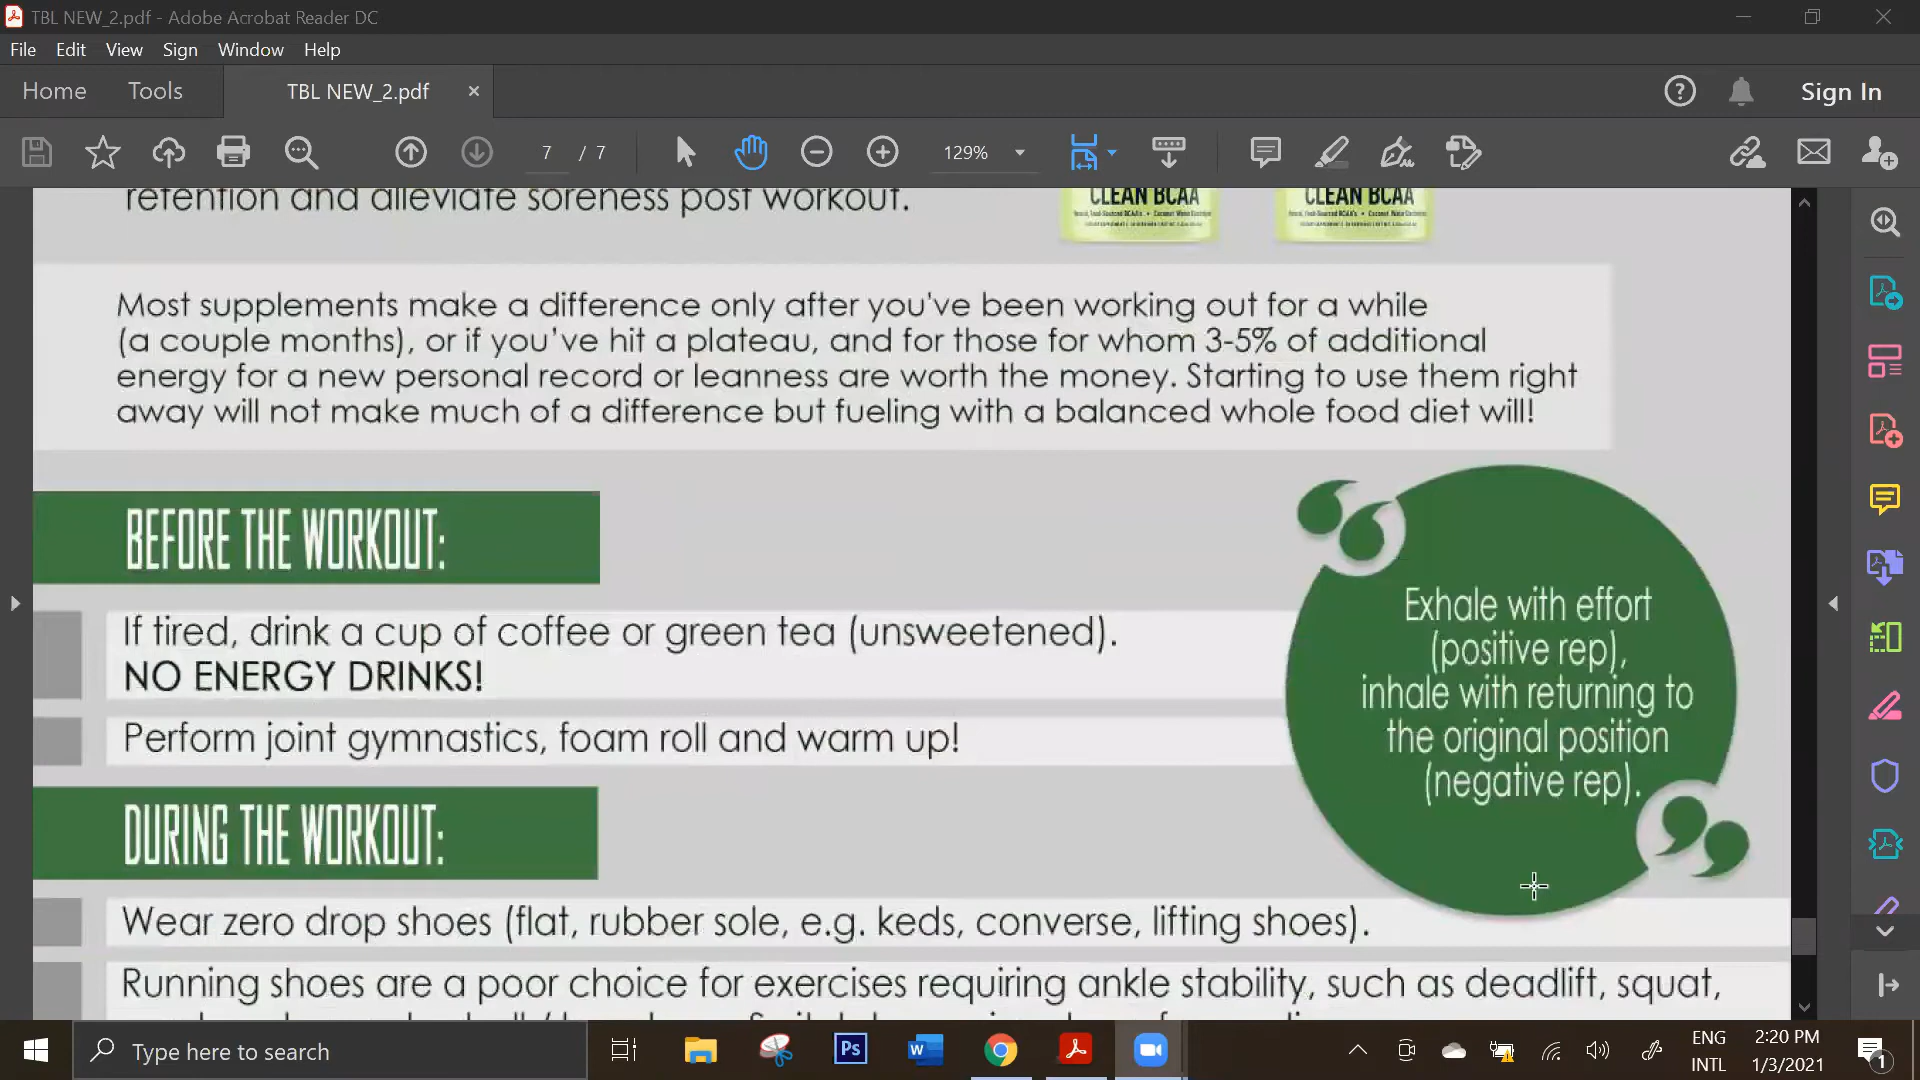 TBL NEW_2.pdf - Adobe Acrobat Reader DC
File Edit View Sign Window Help
Home Tools TBL NEW_2.pdf × Sign In
7 / 7 129%
retention and alleviate soreness post workout.
CLEAN BCAA CLEAN BCAA
Most supplements make a difference only after you've been working out for a while
(a couple months), or if you've hit a plateau, and for those for whom 3-5% of additional
energy for a new personal record or leanness are worth the money. Starting to use them right
away will not make much of a difference but fueling with a balanced whole food diet will!
BEFORE THE WORKOUT:
If tired, drink a cup of coffee or green tea (unsweetened).
NO ENERGY DRINKS!
Perform joint gymnastics, foam roll and warm up!
Exhale with effort
(positive rep),
inhale with returning to
the original position
(negative rep).
DURING THE WORKOUT:
Wear zero drop shoes (flat, rubber sole, e.g. keds, converse, lifting shoes).
Running shoes are a poor choice for exercises requiring ankle stability, such as deadlift, squat,
Type here to search
Ps
ENG
INTL
2:20 PM
1/3/2021
1